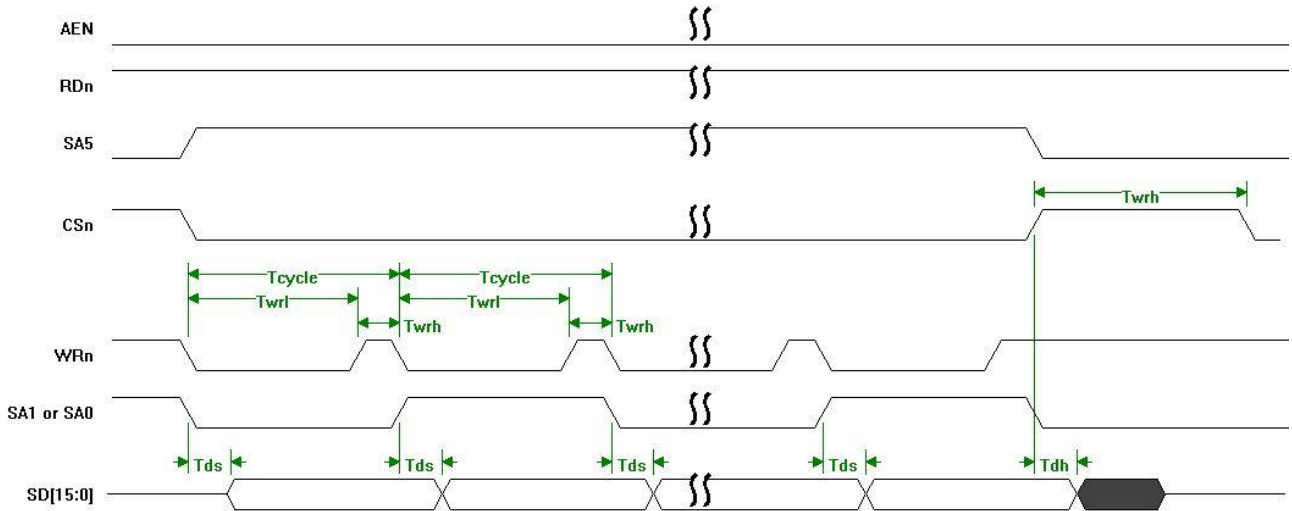 AEN
RDn
SA5
CSn
Twrh
Tcycle Tcycle
Twrl Twrl
Twrh Twrh
WRn
SA1 or SA0
Tds Tds Tds Tds Tdh
SD[15:0]